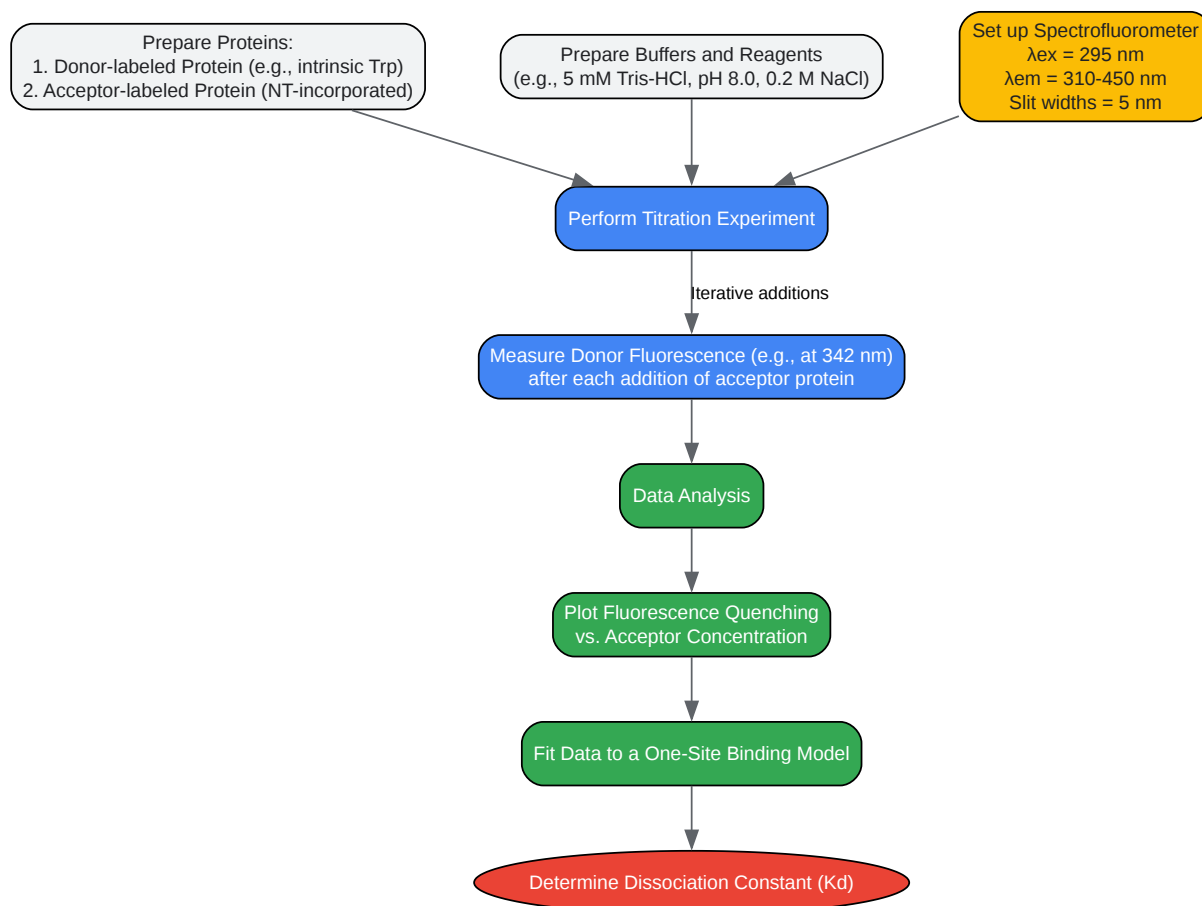 Prepare Proteins:
1. Donor-labeled Protein (e.g., intrinsic Trp)
2. Acceptor-labeled Protein (NT-incorporated)
Prepare Buffers and Reagents
(e.g., 5 mM Tris-HCl, pH 8.0, 0.2 M NaCl)
Set up Spectrofluorometer
λex = 295 nm
λem = 310-450 nm
Slit widths = 5 nm
Perform Titration Experiment
Iterative additions
Measure Donor Fluorescence (e.g., at 342 nm)
after each addition of acceptor protein
Data Analysis
Plot Fluorescence Quenching
vs. Acceptor Concentration
Fit Data to a One-Site Binding Model
Determine Dissociation Constant (Kd)